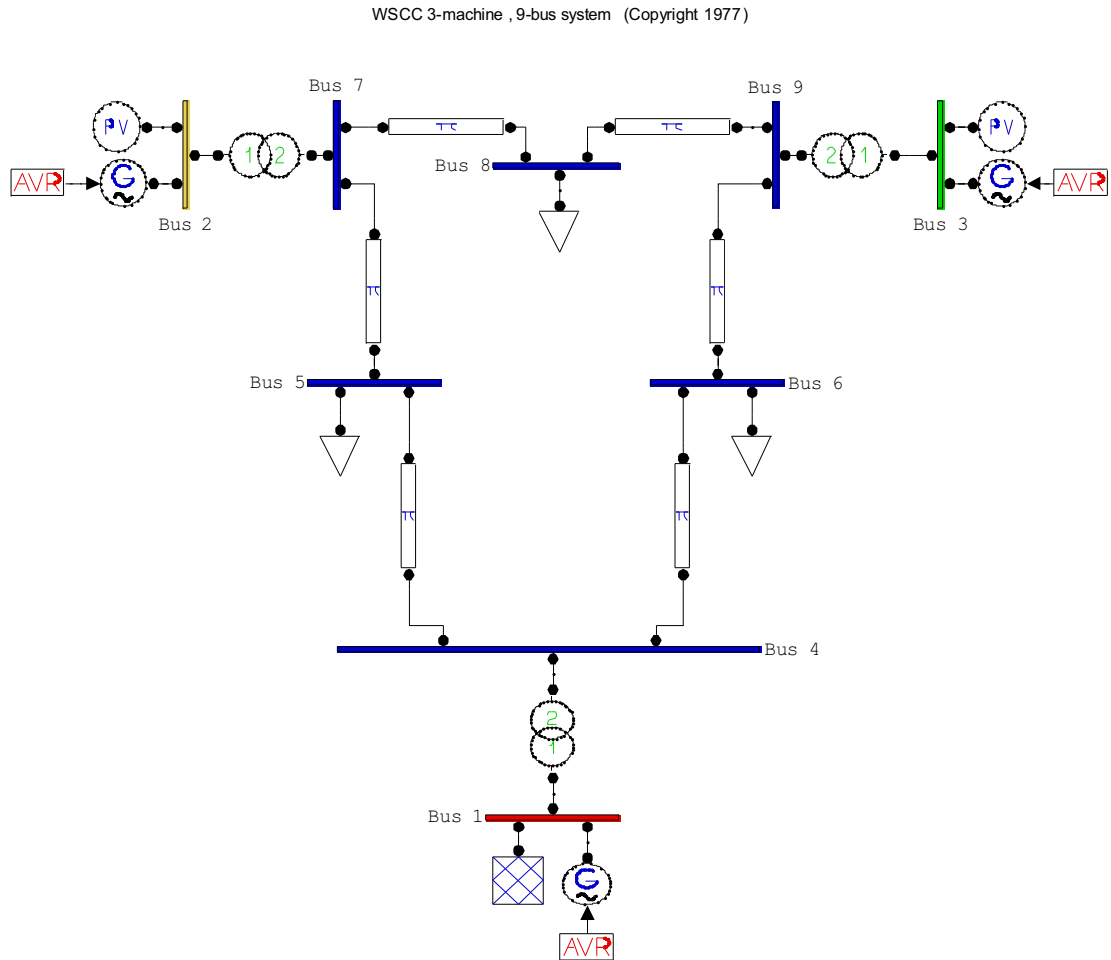 WSCC 3-machine , 9-bus system (Copyright 1977)
Bus 7
Bus 9
PV
π
π
PV
1 2
2 1
Bus 8
AVR
G
G
AVR
Bus 2
Bus 3
π
π
Bus 5
Bus 6
π
π
Bus 4
2
1
Bus 1
G
AVR